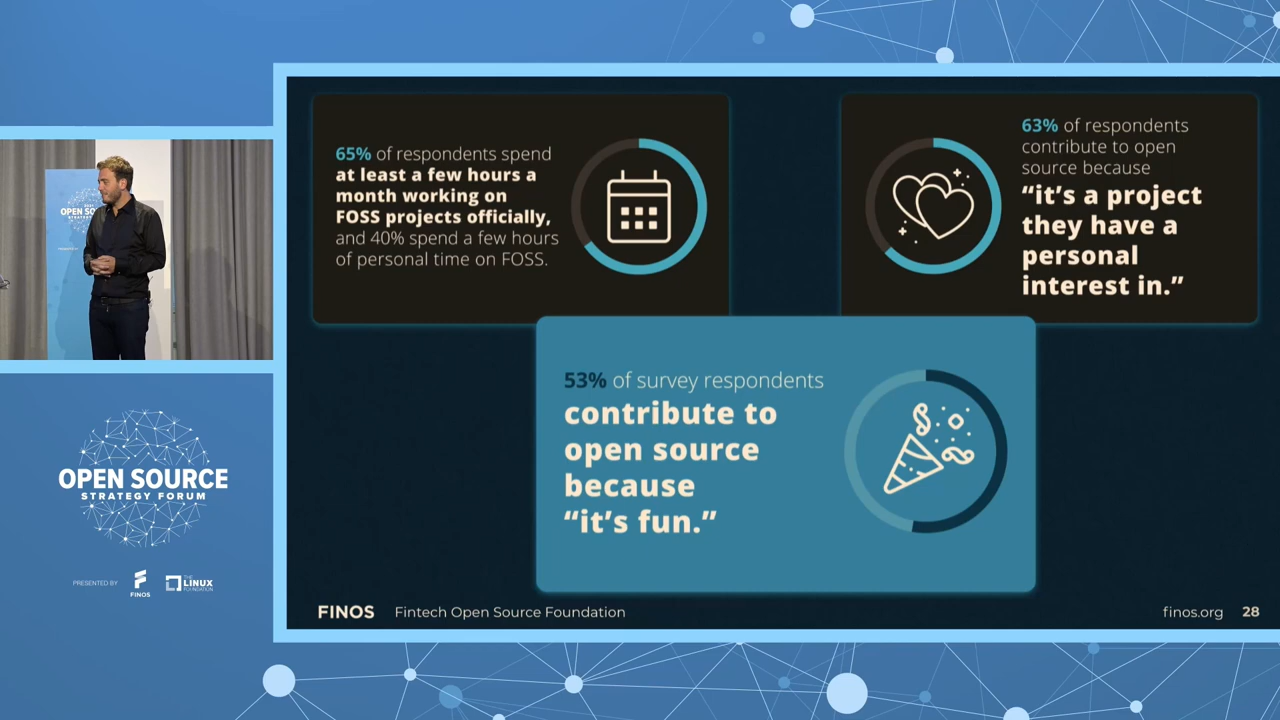 65% of respondents spend
at least a few hours a
month working on
FOSS projects officially,
and 40% spend a few hours
of personal time on FOSS.
63% of respondents
contribute to open
source because
“it’s a project
they have a
personal
interest in.”
53% of survey respondents
contribute to
open source
because
“it’s fun.”
FINOS Fintech Open Source Foundation
finos.org 28
OPEN SOURCE
STRATEGY FORUM
PRESENTED BY
FINOS
THE
LINUX
FOUNDATION